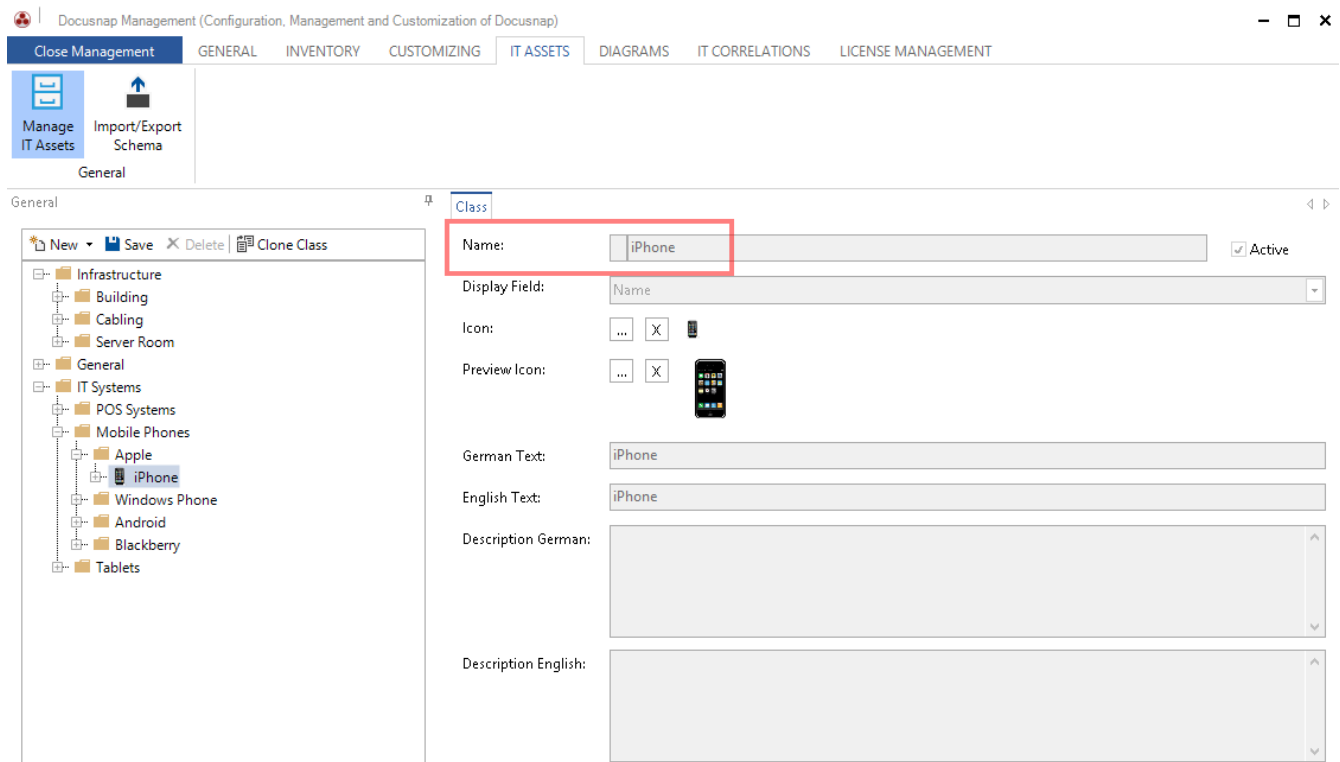 Docusnap Management (Configuration, Management and Customization of Docusnap)
Close Management GENERAL INVENTORY CUSTOMIZING IT ASSETS DIAGRAMS IT CORRELATIONS LICENSE MANAGEMENT
Manage IT Assets
Import/Export Schema
General
General
New Save Delete Clone Class
Infrastructure
Building
Cabling
Server Room
General
IT Systems
POS Systems
Mobile Phones
Apple
iPhone
Windows Phone
Android
Blackberry
Tablets
Class
Name: iPhone Active
Display Field: Name
Icon: ... X
Preview Icon: ... X
German Text: iPhone
English Text: iPhone
Description German:
Description English: